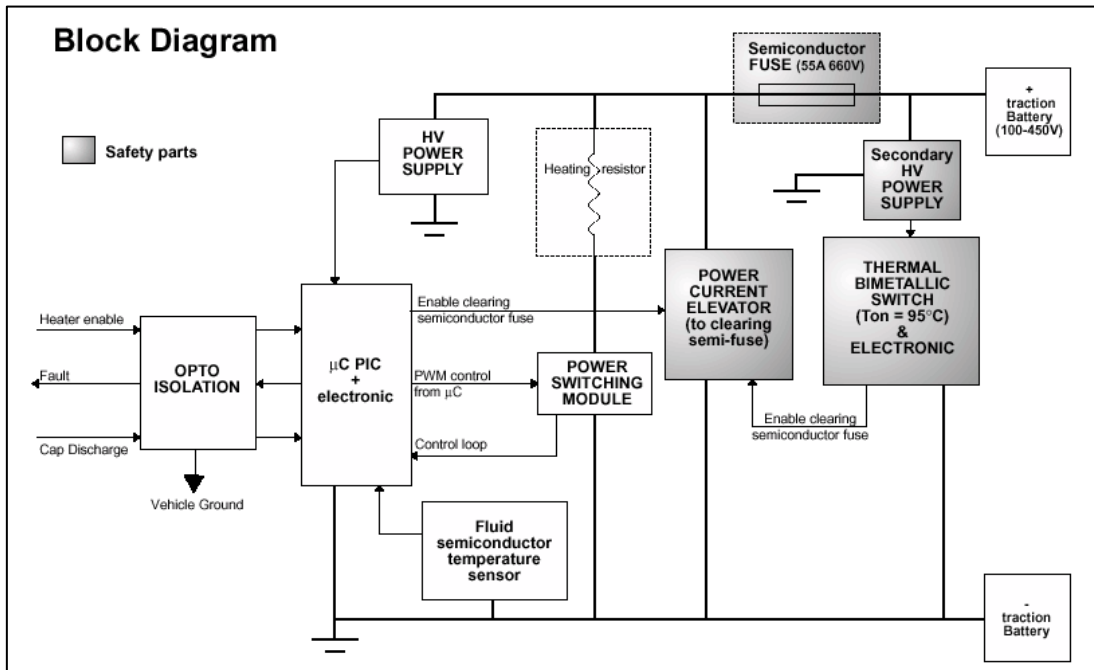 Block Diagram
Safety parts
Semiconductor
FUSE (55A 660V)
+
traction
Battery
(100-450V)
HV
POWER
SUPPLY
Heating resistor
Secondary
HV
POWER
SUPPLY
POWER
CURRENT
ELEVATOR
(to clearing
semi-fuse)
THERMAL
BIMETALLIC
SWITCH
(Ton = 95°C)
&
ELECTRONIC
Heater enable
Fault
Cap Discharge
OPTO
ISOLATION
Vehicle Ground
μC PIC
+
electronic
Enable clearing
semiconductor fuse
PWM control
from μC
Control loop
POWER
SWITCHING
MODULE
Enable clearing
semiconductor fuse
Fluid
semiconductor
temperature
sensor
-
traction
Battery